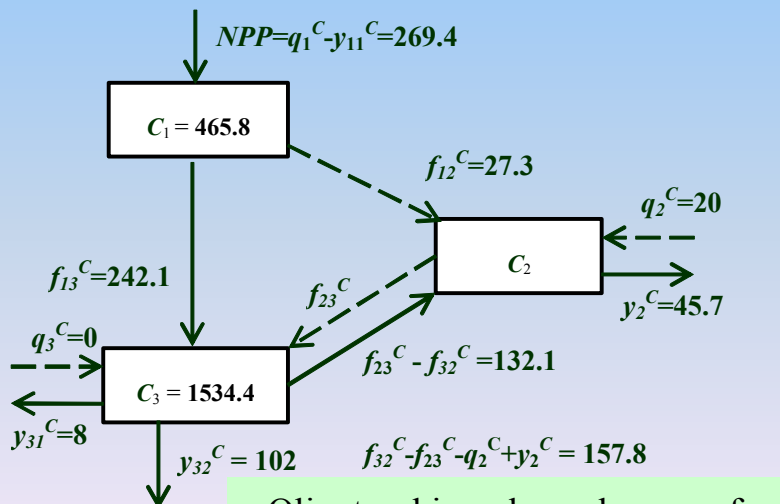 NPP=q₁ᶜ-y₁₁ᶜ=269.4
C₁ = 465.8
f₁₂ᶜ=27.3
q₂ᶜ=20
C₂
f₁₃ᶜ=242.1
f₂₃ᶜ
y₂ᶜ=45.7
q₃ᶜ=0
f₂₃ᶜ - f₃₂ᶜ =132.1
C₃ = 1534.4
y₃₁ᶜ=8
y₃₂ᶜ = 102
f₃₂ᶜ-f₂₃ᶜ-q₂ᶜ+y₂ᶜ = 157.8